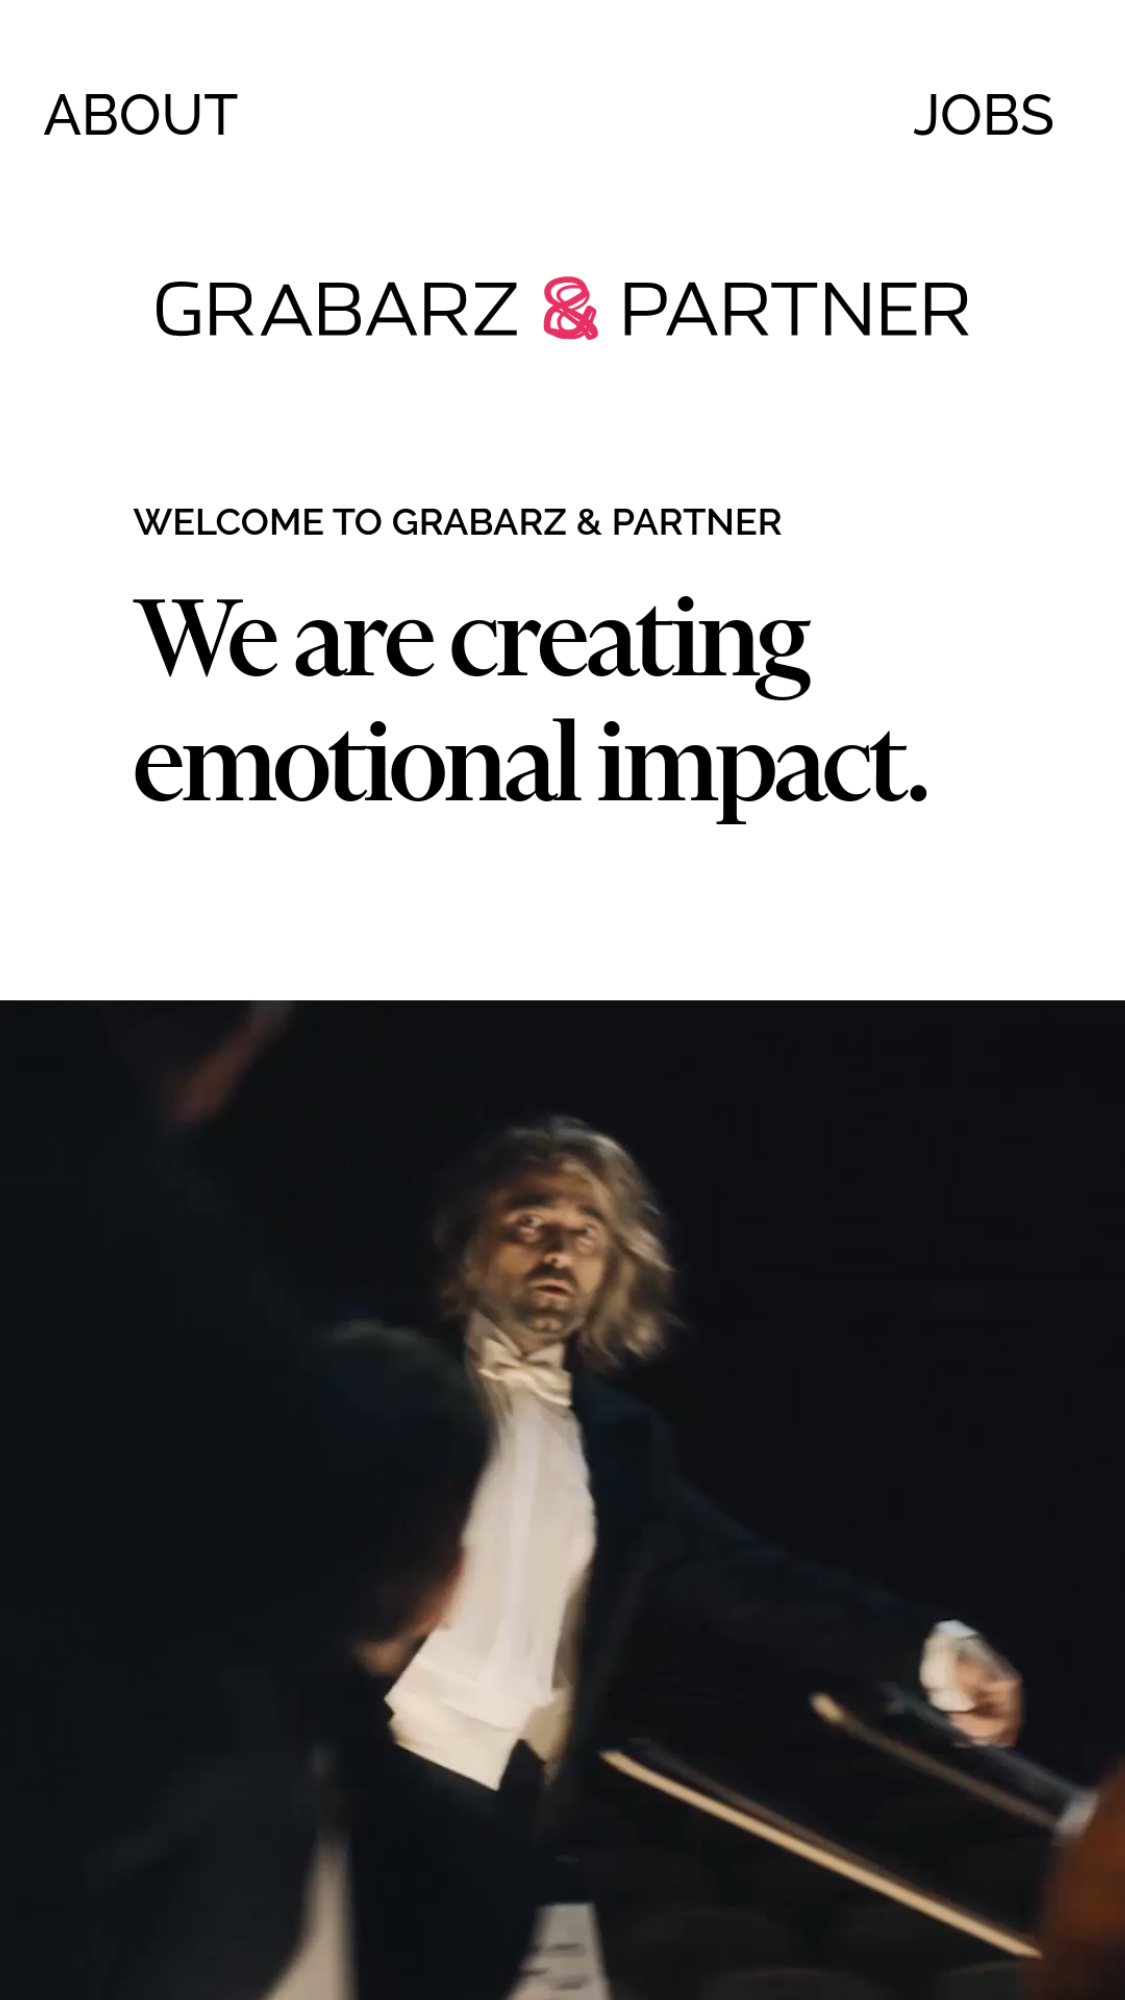 ABOUT
JOBS
GRABARZ & PARTNER
WELCOME TO GRABARZ & PARTNER
We are creating
emotional impact.